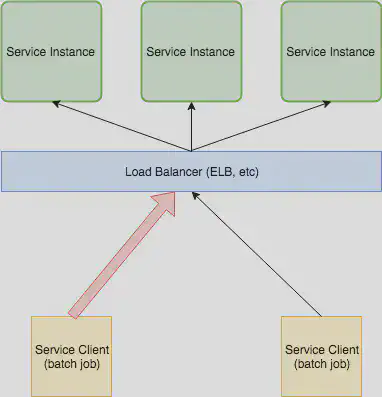 Service Instance
Service Instance
Service Instance
Load Balancer (ELB, etc)
Service Client
(batch job)
Service Client
(batch job)